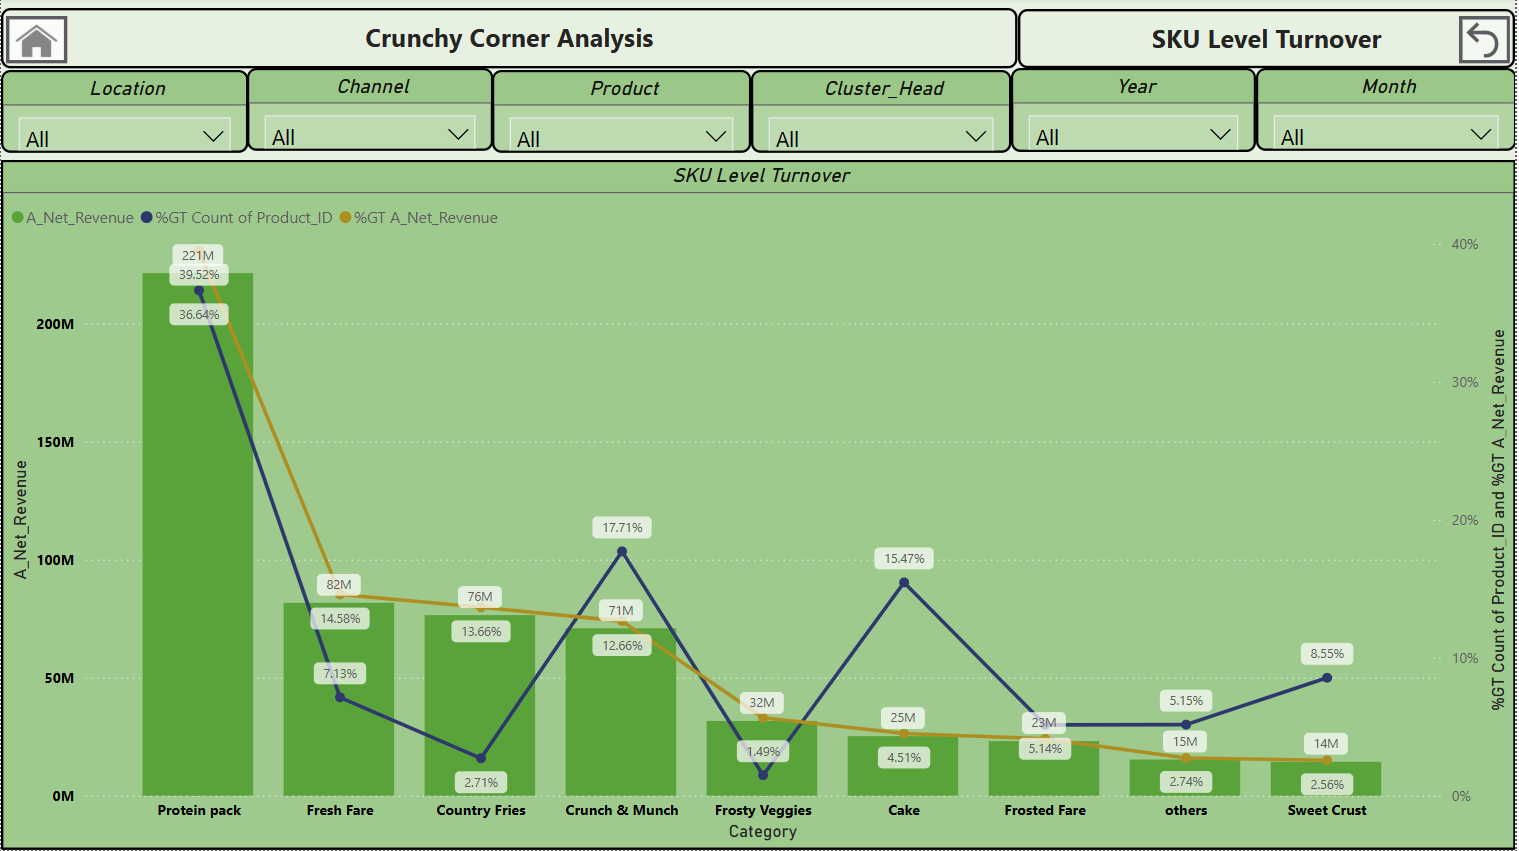 Crunchy Corner Analysis
SKU Level Turnover
Location
Channel
Product
Cluster_Head
Year
Month
All
All
All
All
All
All
SKU Level Turnover
A_Net_Revenue %GT Count of Product_ID %GT A_Net_Revenue
A_Net_Revenue
200M
150M
100M
50M
0M
221M
39.52%
36.64%
82M
14.58%
7.13%
76M
13.66%
2.71%
17.71%
71M
12.66%
32M
1.49%
15.47%
25M
4.51%
23M
5.14%
5.15%
15M
2.74%
8.55%
14M
2.56%
40%
30%
20%
10%
0%
%GT Count of Product_ID and %GT A_Net_Revenue
Protein pack
Fresh Fare
Country Fries
Crunch & Munch
Frosty Veggies
Cake
Frosted Fare
others
Sweet Crust
Category